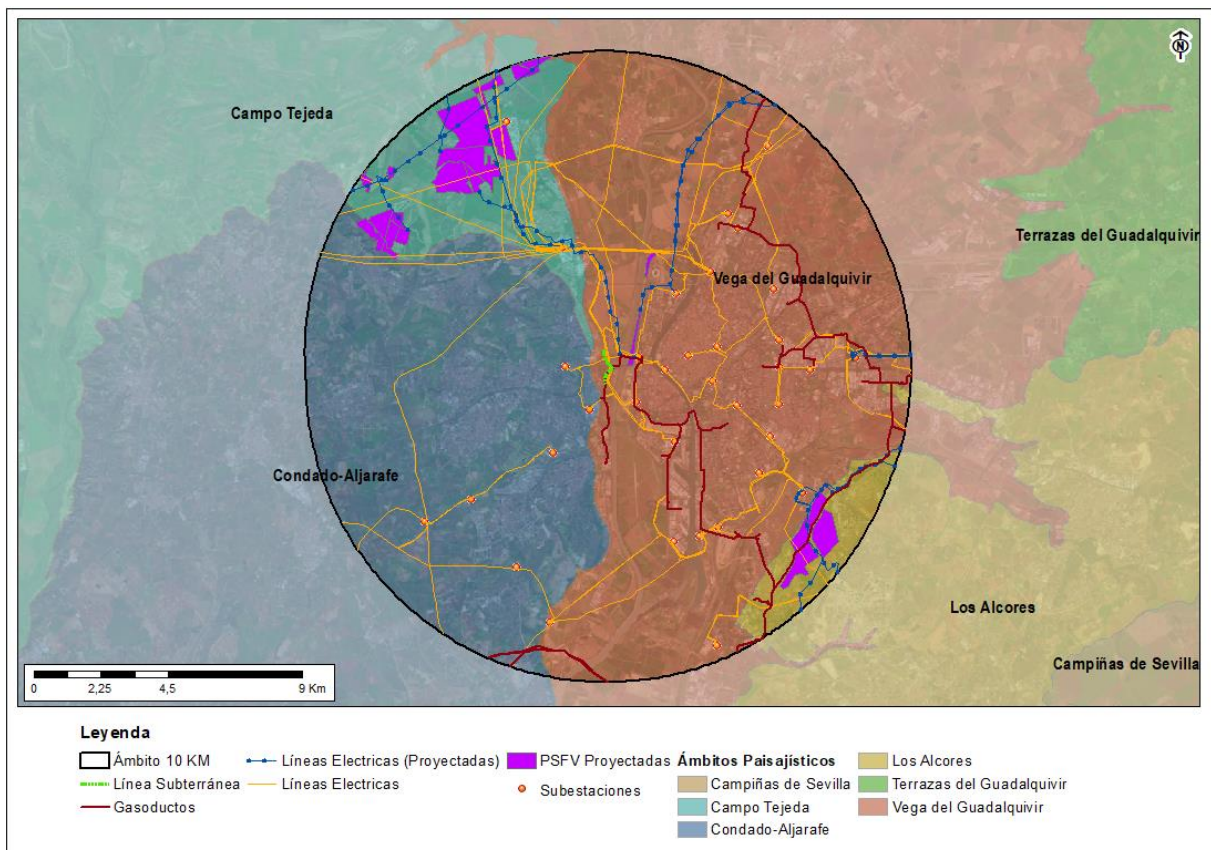 N
Campo Tejeda
Terrazas del Guadalquivir
Vega del Guadalquivir
Condado-Aljarafe
Los Alcores
Campiñas de Sevilla
0 2,25 4,5 9 Km
Leyenda
Ámbito 10 KM
Línea Subterránea
Gasoductos
Líneas Electricas (Proyectadas)
Líneas Electricas
PSFV Proyectadas
Subestaciones
Ámbitos Paisajísticos
Campiñas de Sevilla
Campo Tejeda
Condado-Aljarafe
Los Alcores
Terrazas del Guadalquivir
Vega del Guadalquivir